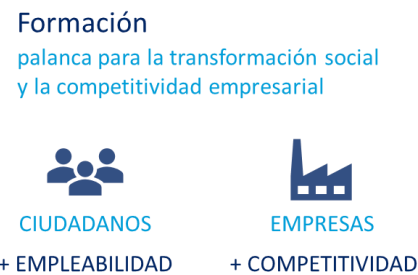 Formación
palanca para la transformación social
y la competitividad empresarial
CIUDADANOS
EMPRESAS
+ EMPLEABILIDAD
+ COMPETITIVIDAD